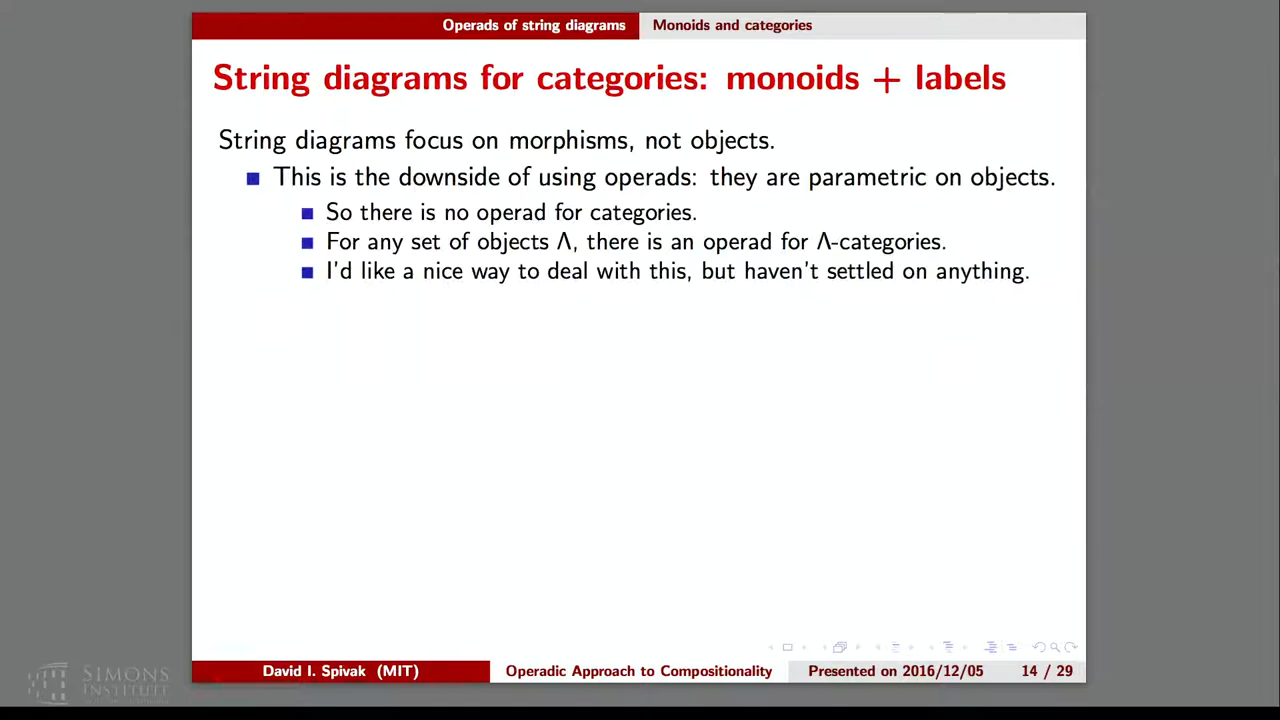 Operads of string diagrams Monoids and categories
String diagrams for categories: monoids + labels
String diagrams focus on morphisms, not objects.
This is the downside of using operads: they are parametric on objects.
So there is no operad for categories.
For any set of objects Λ, there is an operad for Λ-categories.
I'd like a nice way to deal with this, but haven't settled on anything.
David I. Spivak (MIT) Operadic Approach to Compositionality Presented on 2016/12/05 14 / 29
SIMONS
INSTITUTE